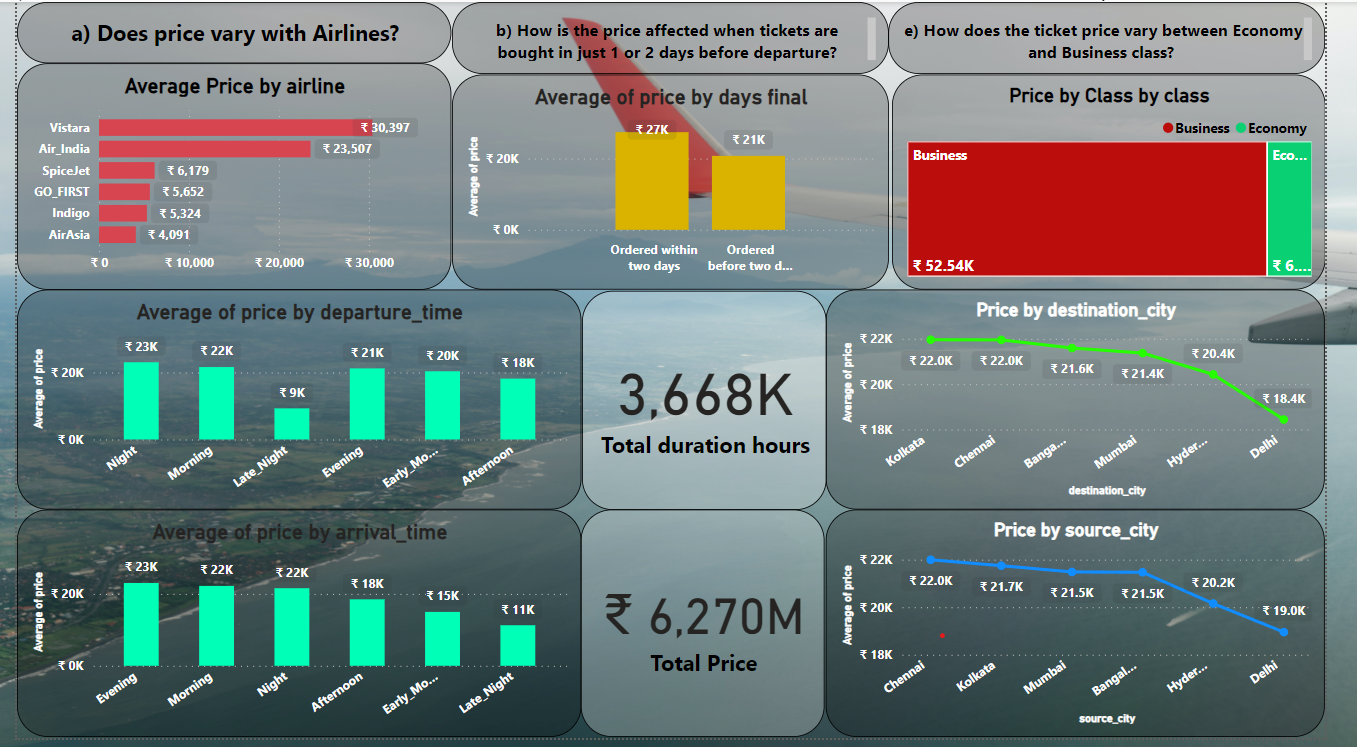 a) Does price vary with Airlines?
b) How is the price affected when tickets are
bought in just 1 or 2 days before departure?
e) How does the ticket price vary between Economy
and Business class?
Average Price by airline
Vistara
₹ 30,397
Air_India
₹ 23,507
SpiceJet
₹ 6,179
GO_FIRST
₹ 5,652
Indigo
₹ 5,324
AirAsia
₹ 4,091
₹ 0
₹ 10,000
₹ 20,000
₹ 30,000
Average of price by days final
Average of price
₹ 20K
₹ 0K
₹ 27K
₹ 21K
Ordered within
two days
Ordered
before two d...
Price by Class by class
Business
Economy
Business
₹ 52.54K
Eco...
₹ 6....
Average of price by departure_time
Average of price
₹ 20K
₹ 0K
₹ 23K
₹ 22K
₹ 9K
₹ 21K
₹ 20K
₹ 18K
Night
Morning
Late_Night
Evening
Early_Mo...
Afternoon
3,668K
Total duration hours
Price by destination_city
Average of price
₹ 22K
₹ 20K
₹ 18K
₹ 22.0K
₹ 22.0K
₹ 21.6K
₹ 21.4K
₹ 20.4K
₹ 18.4K
Kolkata
Chennai
Banga...
Mumbai
Hyder...
Delhi
destination_city
Average of price by arrival_time
Average of price
₹ 20K
₹ 0K
₹ 23K
₹ 22K
₹ 22K
₹ 18K
₹ 15K
₹ 11K
Evening
Morning
Night
Afternoon
Early_Mo...
Late_Night
₹ 6,270M
Total Price
Price by source_city
Average of price
₹ 22K
₹ 20K
₹ 18K
₹ 22.0K
₹ 21.7K
₹ 21.5K
₹ 21.5K
₹ 20.2K
₹ 19.0K
Chennai
Kolkata
Mumbai
Bangal...
Hyder...
Delhi
source_city